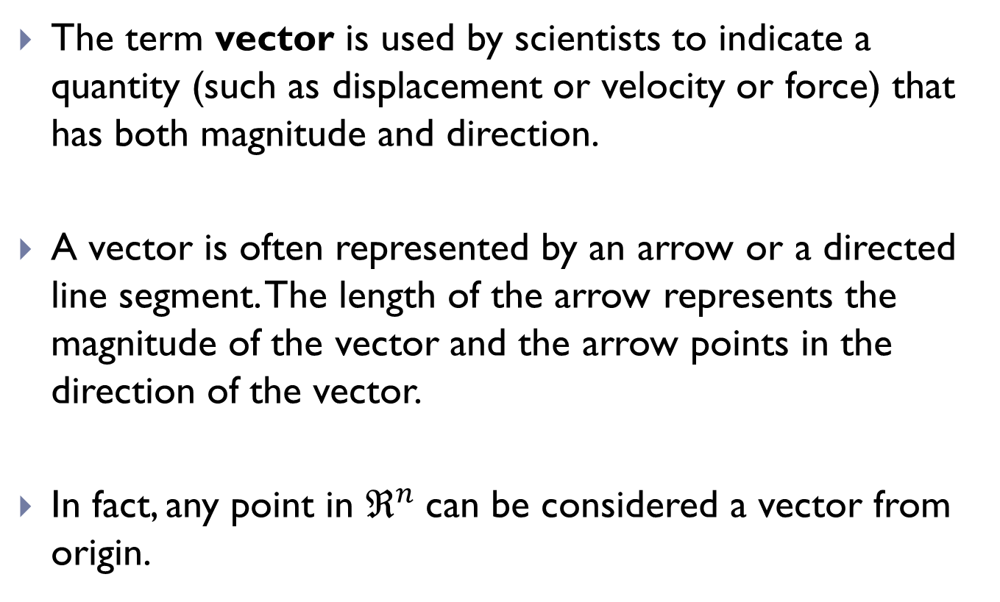 The term vector is used by scientists to indicate a
quantity (such as displacement or velocity or force) that
has both magnitude and direction.
A vector is often represented by an arrow or a directed
line segment. The length of the arrow represents the
magnitude of the vector and the arrow points in the
direction of the vector.
In fact, any point in ℜⁿ can be considered a vector from
origin.